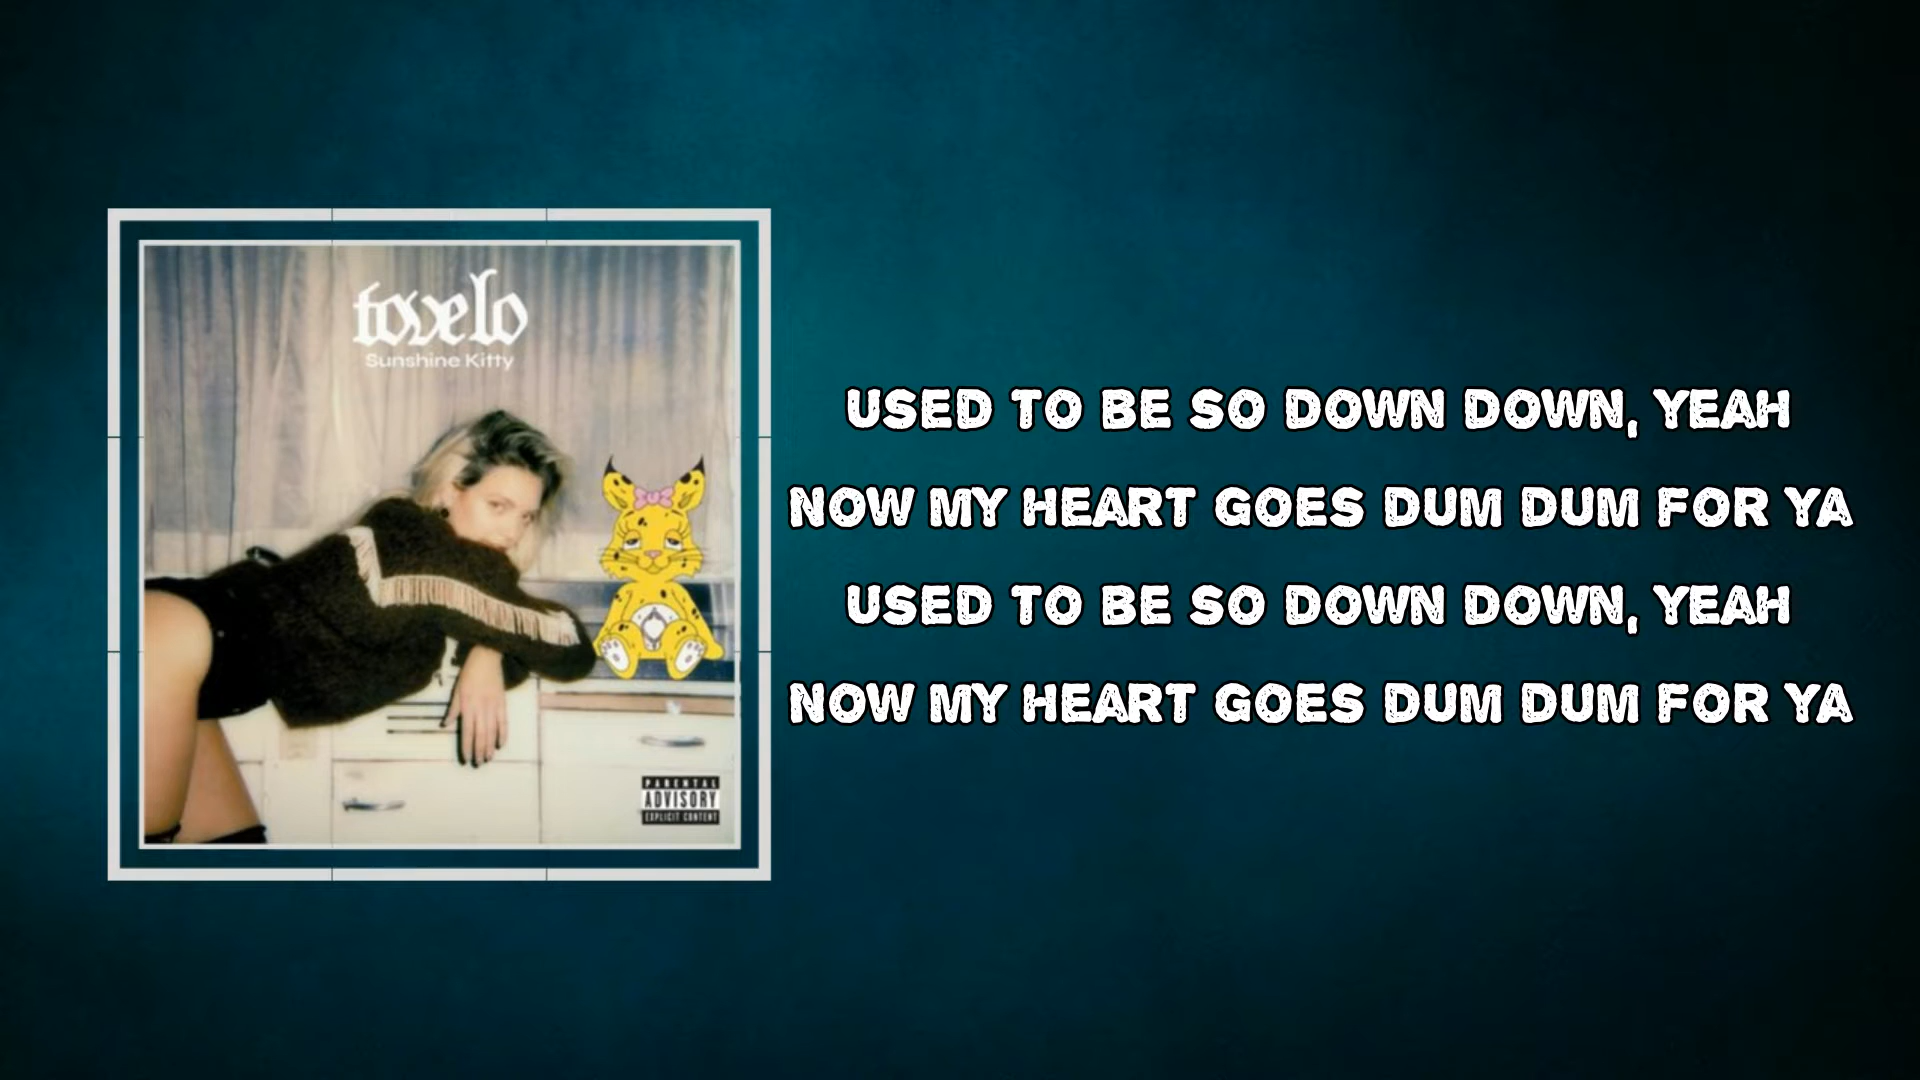 tove lo
Sunshine Kitty
PARENTAL
ADVISORY
EXPLICIT CONTENT
USED TO BE SO DOWN DOWN, YEAH
NOW MY HEART GOES DUM DUM FOR YA
USED TO BE SO DOWN DOWN, YEAH
NOW MY HEART GOES DUM DUM FOR YA